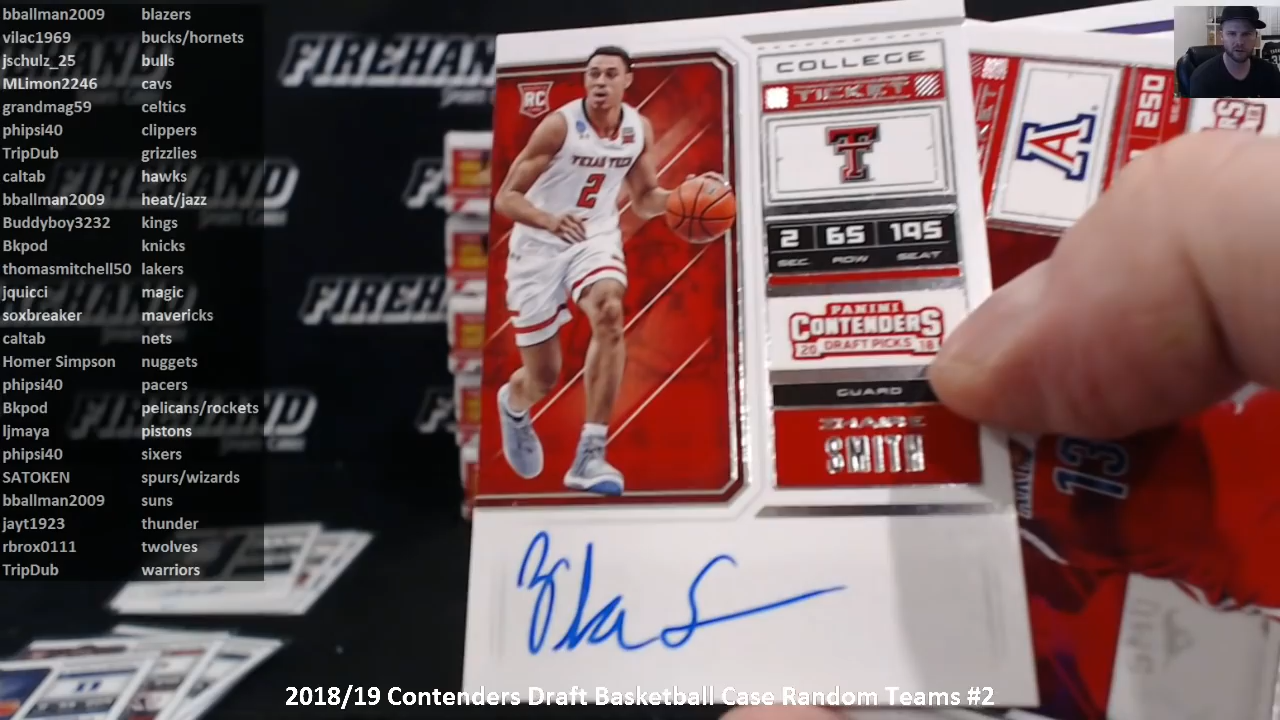 bballman2009 blazers
vilac1969 bucks/hornets
jschulz_25 bulls
MLimon2246 cavs
grandmag59 celtics
phipsi40 clippers
TripDub grizzlies
caltab hawks
bballman2009 heat/jazz
Buddyboy3232 kings
Bkpod knicks
thomasmitchell50 lakers
jquicci magic
soxbreaker mavericks
caltab nets
Homer Simpson nuggets
phipsi40 pacers
Bkpod pelicans/rockets
ljmaya pistons
phipsi40 sixers
SATOKEN spurs/wizards
bballman2009 suns
jayt1923 thunder
rbrox0111 twolves
TripDub warriors
FIREHAND
RC
TEXAS TECH
2
COLLEGE
TICKET
T
2 65 195
SEC. ROW SEAT
PANINI
CONTENDERS
20 DRAFT PICKS 18
GUARD
ZHAIRE
SMITH
A
250
13
2018/19 Contenders Draft Basketball Case Random Teams #2